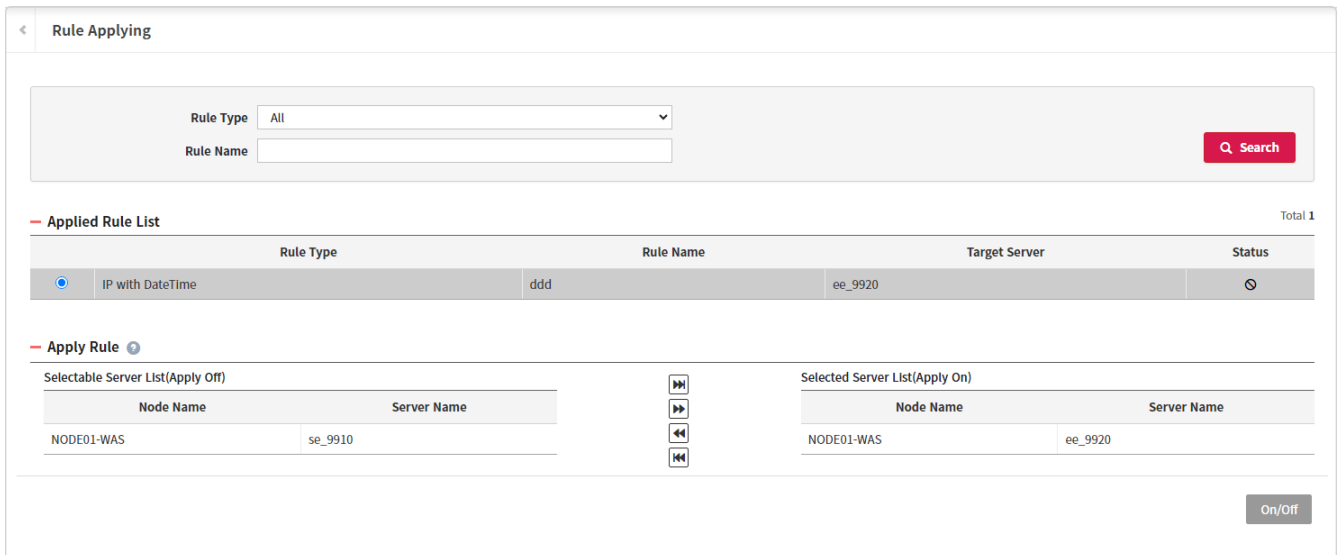 Rule Applying
Rule Type All
Rule Name
Search
Applied Rule List Total 1
Rule Type Rule Name Target Server Status
IP with DateTime ddd ee_9920
Apply Rule ?
Selectable Server List(Apply Off) Selected Server List(Apply On)
Node Name Server Name Node Name Server Name
NODE01-WAS se_9910 NODE01-WAS ee_9920
On/Off